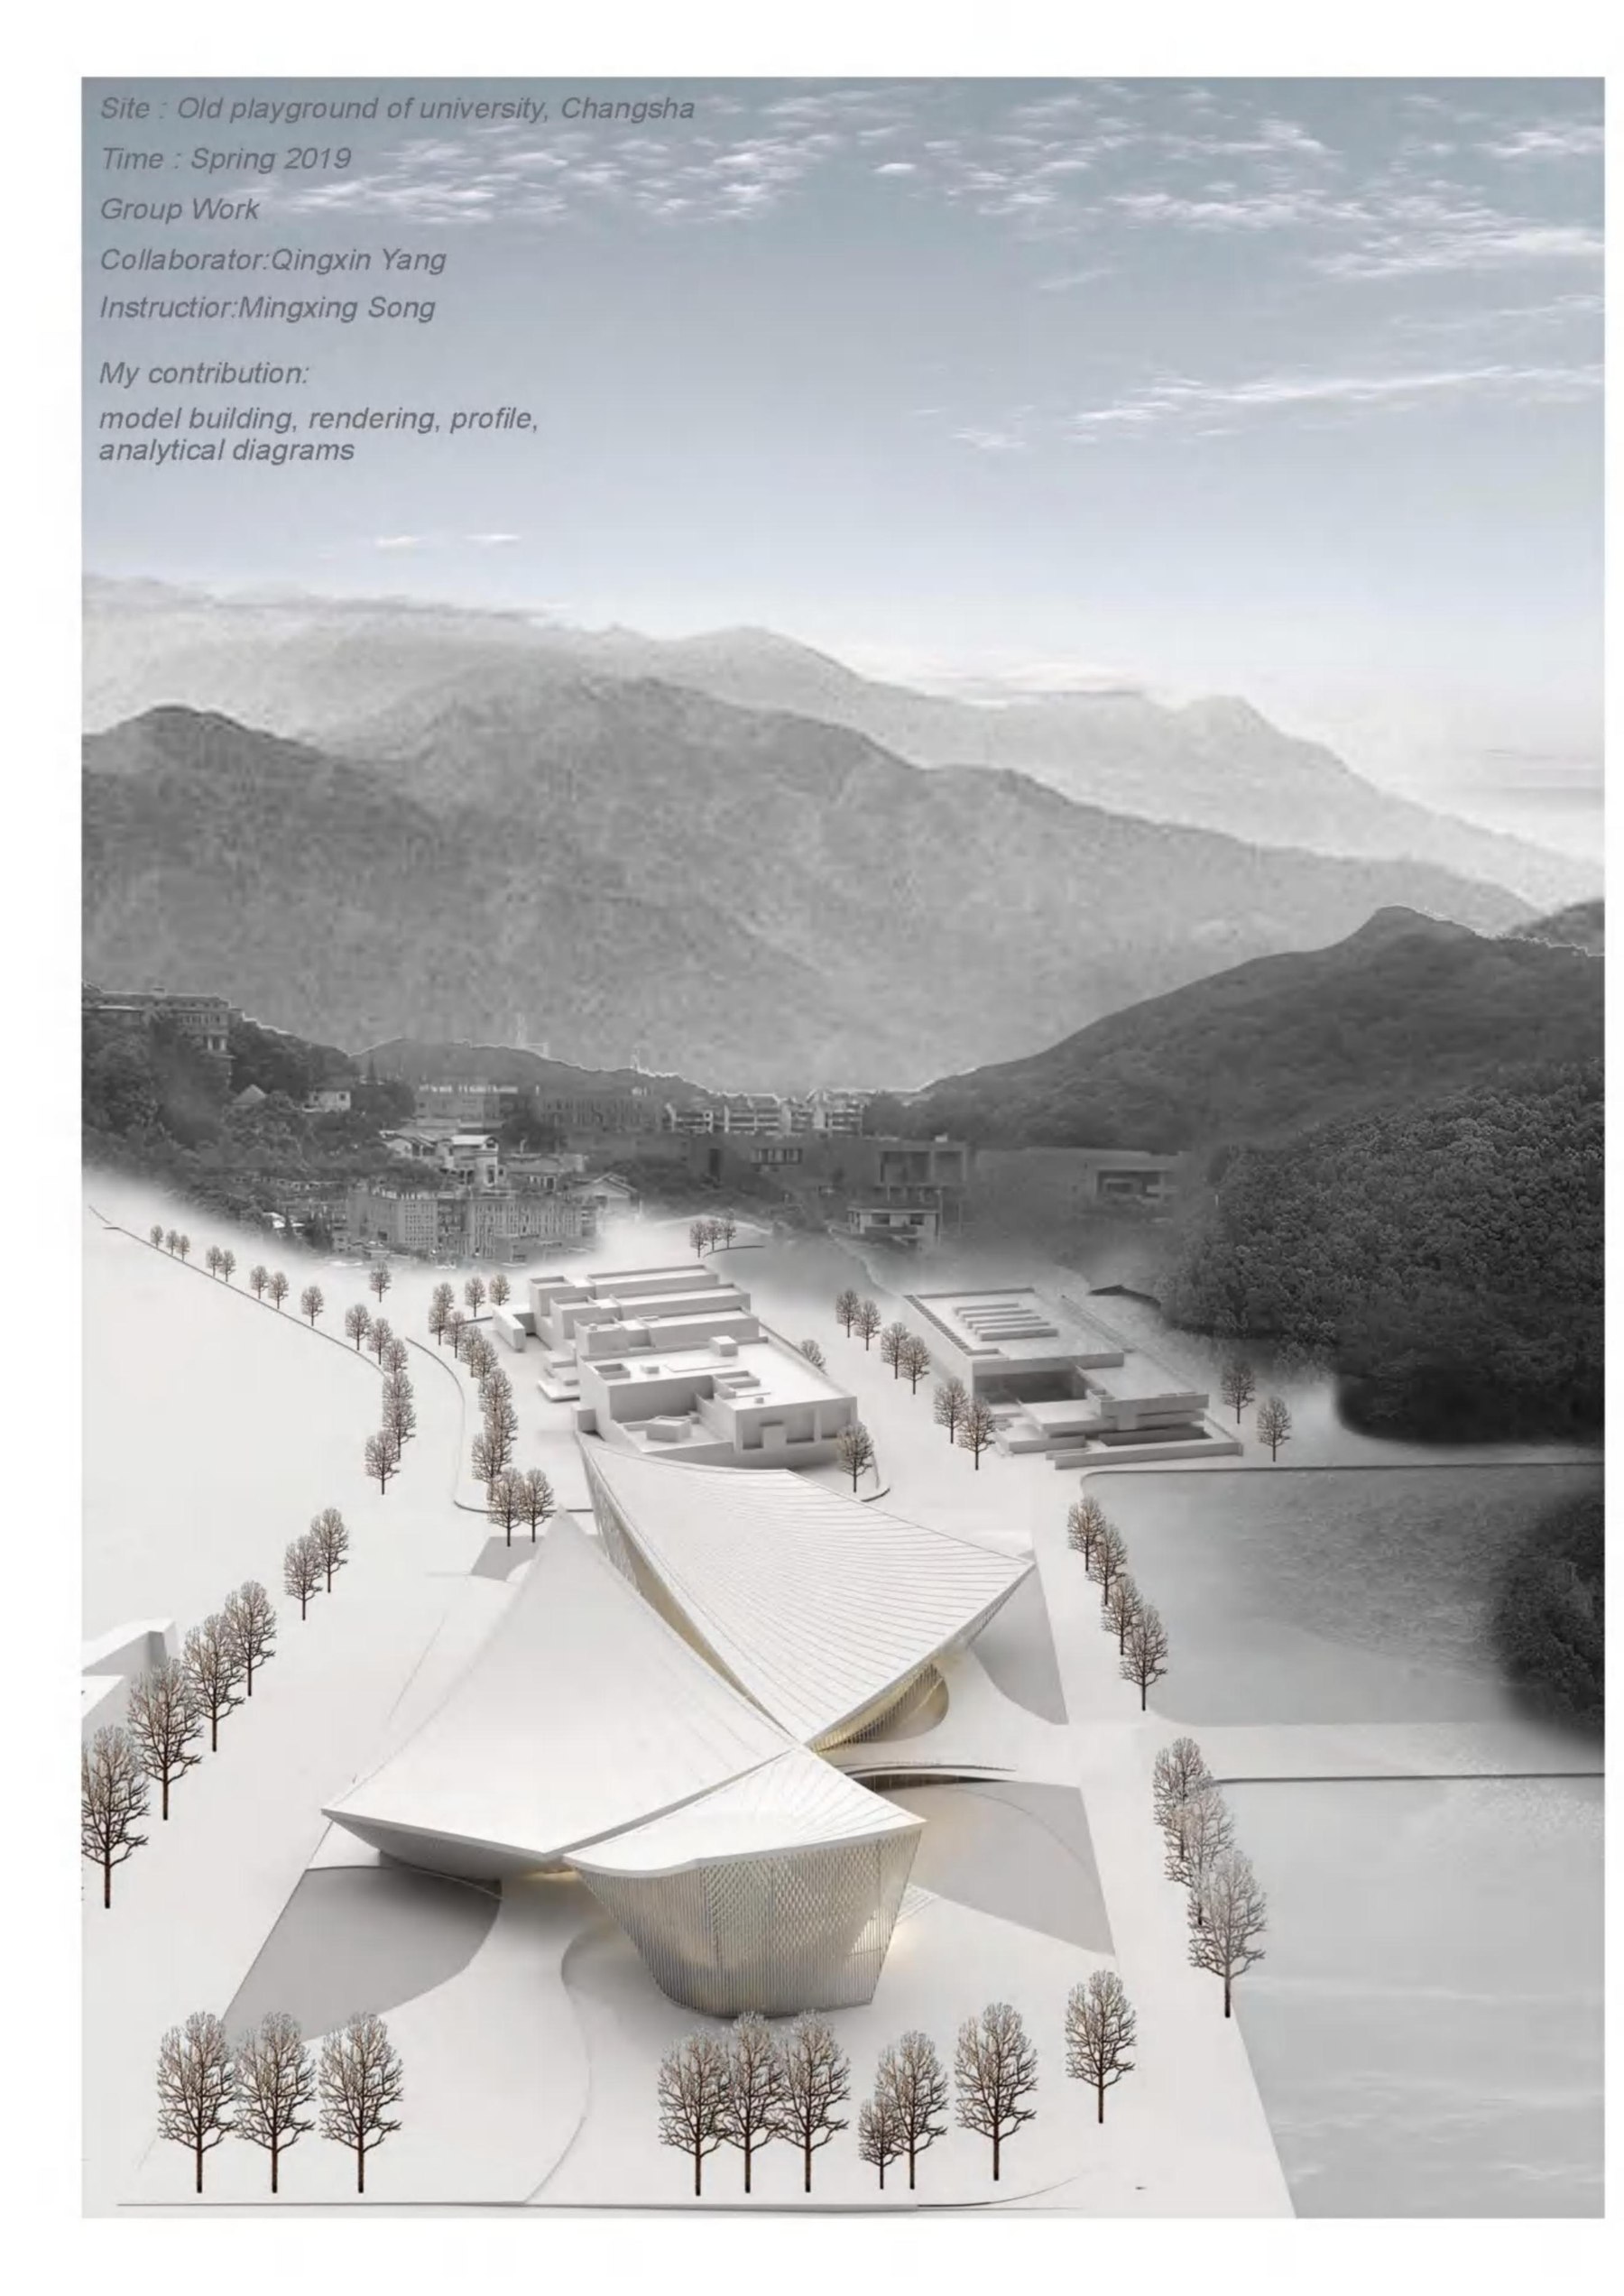 Site : Old playground of university, Changsha
Time : Spring 2019
Group Work
Collaborator:Qingxin Yang
Instructior:Mingxing Song
My contribution:
model building, rendering, profile,
analytical diagrams